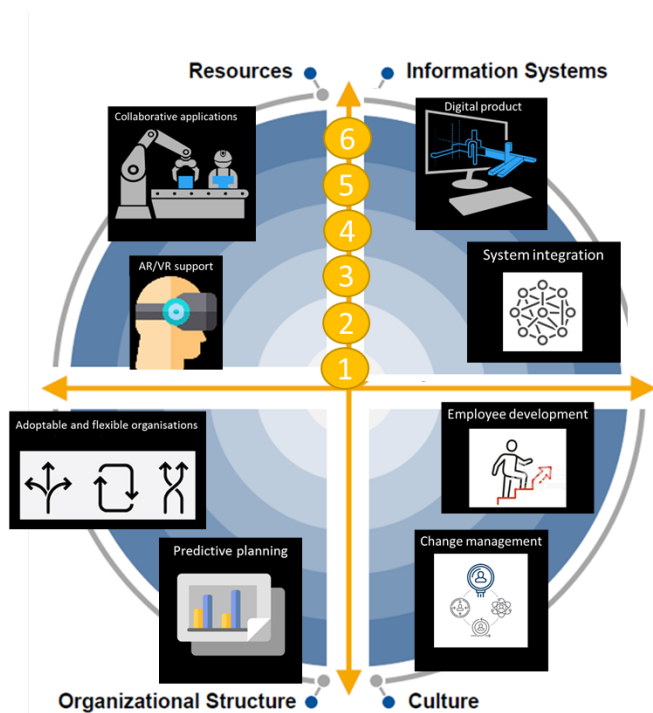 Resources
Information Systems
Collaborative applications
Digital product
6
5
4
3
2
1
AR/VR support
System integration
Adoptable and flexible organisations
Employee development
Predictive planning
Change management
Organizational Structure
Culture